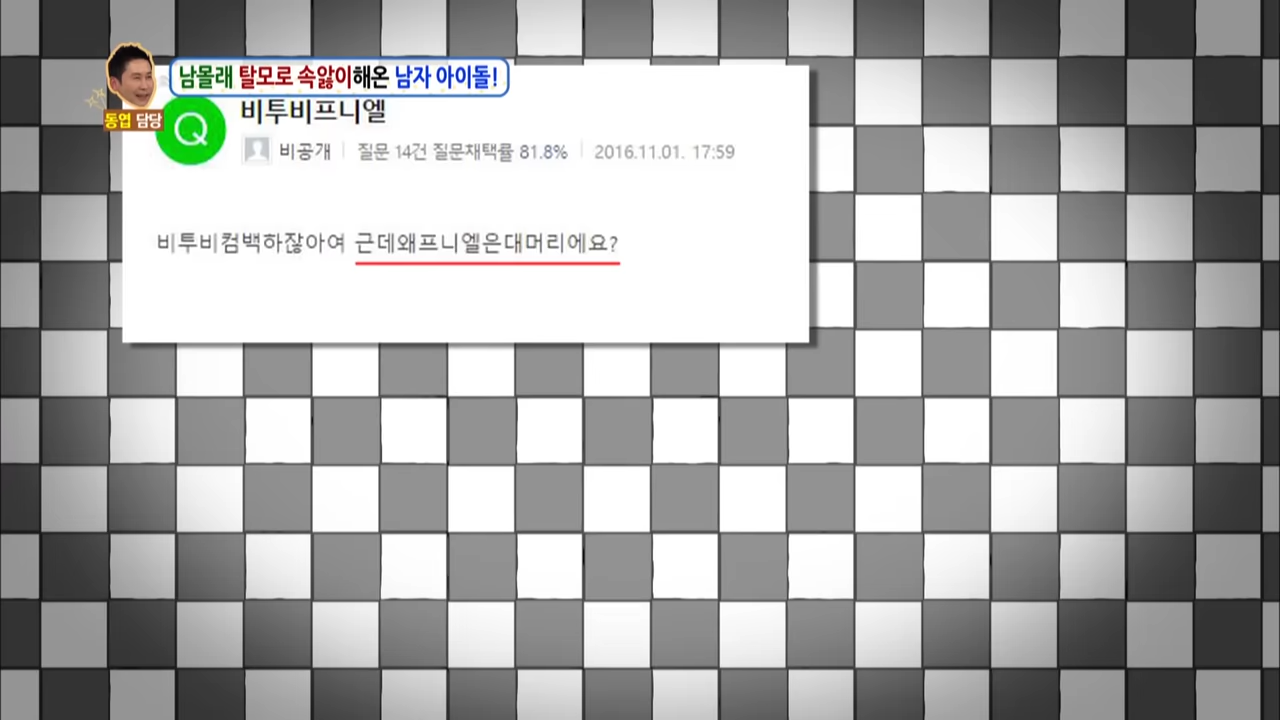 남몰래 탈모로 속앓이해온 남자 아이돌!
동엽 담당
Q
비투비프니엘
비공개 질문 14건 질문채택률 81.8% 2016.11.01. 17:59
비투비컴백하잖아여 근데왜프니엘은대머리에요?